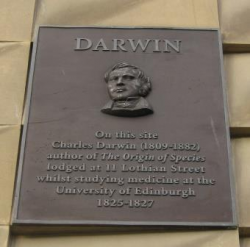 DARWIN
On this site
Charles Darwin (1809-1882)
author of The Origin of Species
lodged at 11 Lothian Street
whilst studying medicine at the
University of Edinburgh
1825-1827